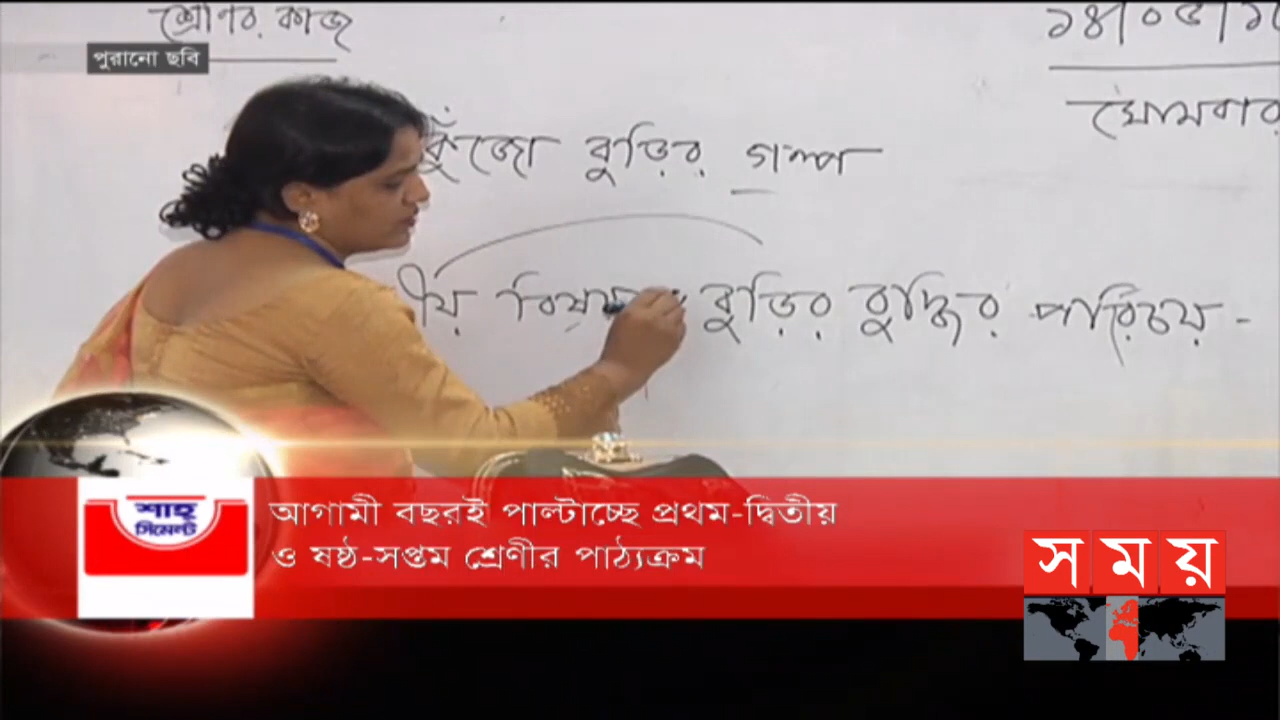 শ্রেণির কাজ
পুরানো ছবি
সোমবার
কুঁজো বুড়ির গল্প
বুড়ির বুদ্ধির পরিচয় -
শাহ্
সিমেন্ট
আগামী বছরই পাল্টাচ্ছে প্রথম-দ্বিতীয়
ও ষষ্ঠ-সপ্তম শ্রেণীর পাঠ্যক্রম
সময়